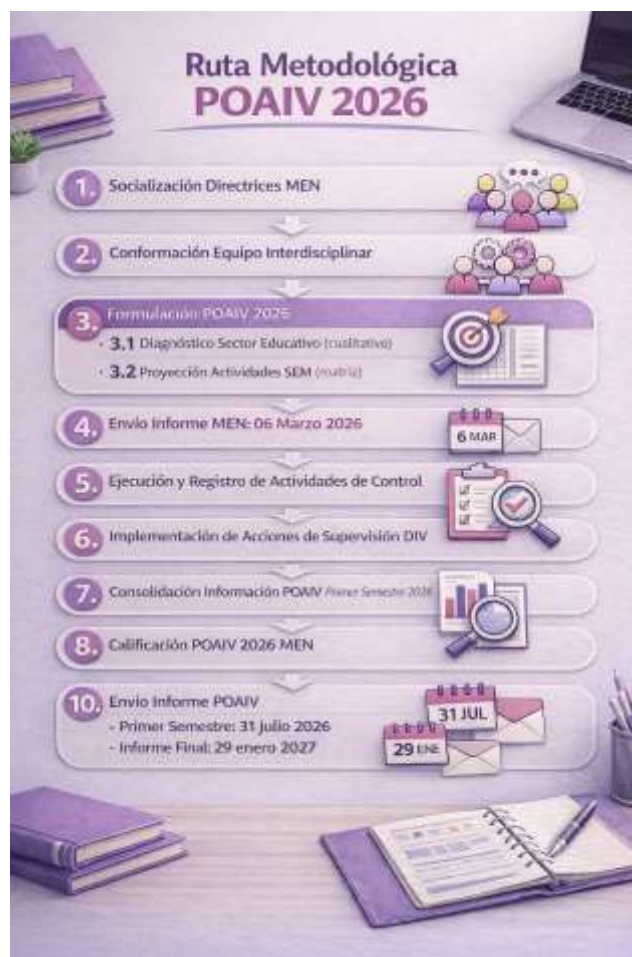 Ruta Metodológica
POAIV 2026
1. Socialización Directrices MEN
2. Conformación Equipo Interdisciplinar
3. Formulación POAIV 2026
· 3.1 Diagnóstico Sector Educativo (cualitativo)
· 3.2 Proyección Actividades SEM (matriz)
4. Envío Informe MEN: 06 Marzo 2026
6 MAR
5. Ejecución y Registro de Actividades de Control
6. Implementación de Acciones de Supervisión DIV
7. Consolidación Información POAIV Primer Semestre 2026
8. Calificación POAIV 2026 MEN
10. Envío Informe POAIV
- Primer Semestre: 31 julio 2026
- Informe Final: 29 enero 2027
31 JUL
29 ENE